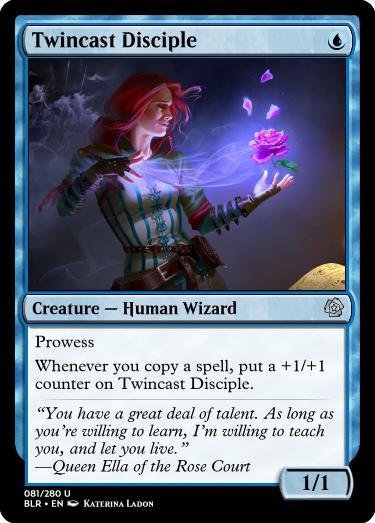 Twincast Disciple
Creature — Human Wizard
Prowess
Whenever you copy a spell, put a +1/+1
counter on Twincast Disciple.
“You have a great deal of talent. As long as
you’re willing to learn, I’m willing to teach
you, and let you live.”
—Queen Ella of the Rose Court
1/1
081/280 U
BLR • EN Katerina Ladon